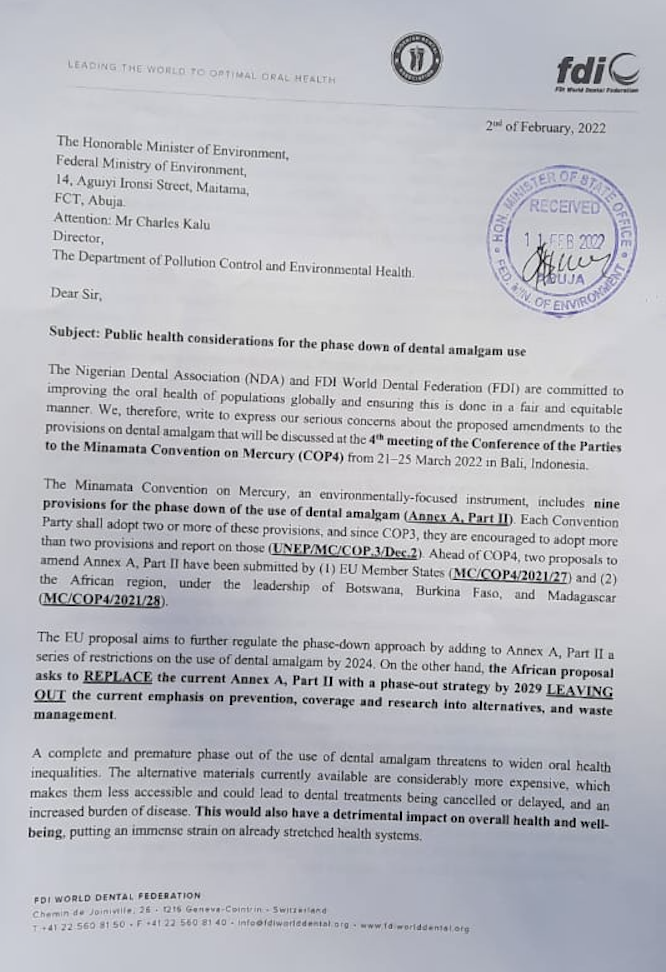 LEADING THE WORLD TO OPTIMAL ORAL HEALTH
fdi
FDI World Dental Federation
2nd of February, 2022
The Honorable Minister of Environment,
Federal Ministry of Environment,
14, Aguiyi Ironsi Street, Maitama,
FCT, Abuja.
Attention: Mr Charles Kalu
Director,
The Department of Pollution Control and Environmental Health.
HON. MINISTER OF STATE OFFICE
RECEIVED
11 FEB 2022
ABUJA
FED. MIN. OF ENVIRONMENT
Dear Sir,
Subject: Public health considerations for the phase down of dental amalgam use
The Nigerian Dental Association (NDA) and FDI World Dental Federation (FDI) are committed to
improving the oral health of populations globally and ensuring this is done in a fair and equitable
manner. We, therefore, write to express our serious concerns about the proposed amendments to the
provisions on dental amalgam that will be discussed at the 4th meeting of the Conference of the Parties
to the Minamata Convention on Mercury (COP4) from 21–25 March 2022 in Bali, Indonesia.
The Minamata Convention on Mercury, an environmentally-focused instrument, includes nine
provisions for the phase down of the use of dental amalgam (Annex A, Part II). Each Convention
Party shall adopt two or more of these provisions, and since COP3, they are encouraged to adopt more
than two provisions and report on those (UNEP/MC/COP.3/Dec.2). Ahead of COP4, two proposals to
amend Annex A, Part II have been submitted by (1) EU Member States (MC/COP4/2021/27) and (2)
the African region, under the leadership of Botswana, Burkina Faso, and Madagascar
(MC/COP4/2021/28).
The EU proposal aims to further regulate the phase-down approach by adding to Annex A, Part II a
series of restrictions on the use of dental amalgam by 2024. On the other hand, the African proposal
asks to REPLACE the current Annex A, Part II with a phase-out strategy by 2029 LEAVING
OUT the current emphasis on prevention, coverage and research into alternatives, and waste
management.
A complete and premature phase out of the use of dental amalgam threatens to widen oral health
inequalities. The alternative materials currently available are considerably more expensive, which
makes them less accessible and could lead to dental treatments being cancelled or delayed, and an
increased burden of disease. This would also have a detrimental impact on overall health and well-
being, putting an immense strain on already stretched health systems.
FDI WORLD DENTAL FEDERATION
Chemin de Joinville, 26 • 1216 Geneva-Cointrin • Switzerland
T +41 22 560 81 50 • F +41 22 560 81 40 • info@fdiworlddental.org • www.fdiworlddental.org